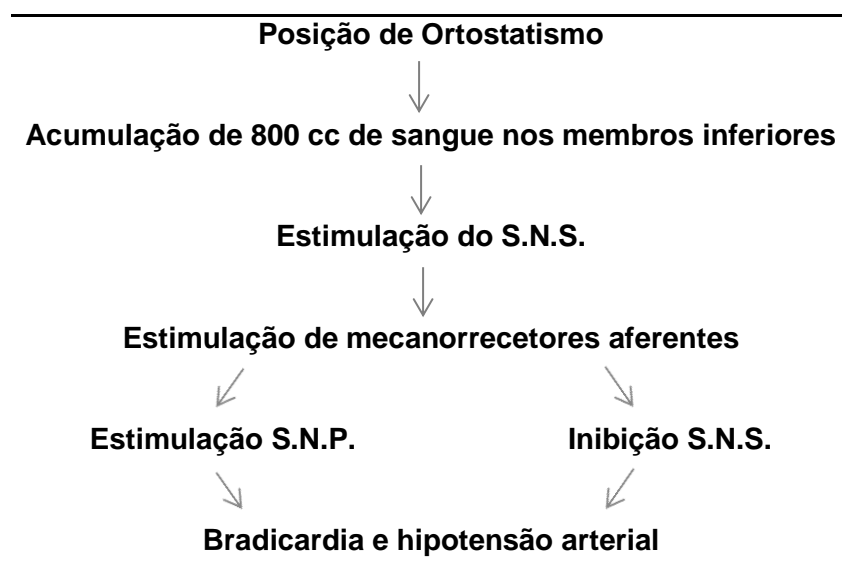 Posição de Ortostatismo
Acumulação de 800 cc de sangue nos membros inferiores
Estimulação do S.N.S.
Estimulação de mecanorrecetores aferentes
Estimulação S.N.P.
Inibição S.N.S.
Bradicardia e hipotensão arterial